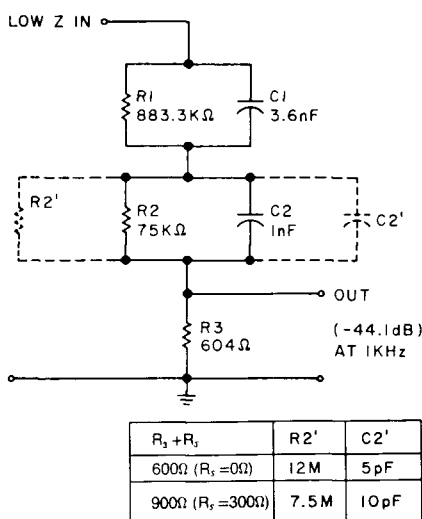 LOW Z IN
R1
883.3KΩ
C1
3.6nF
R2'
R2
75KΩ
C2
1nF
C2'
OUT
R3
604Ω
(-44.1dB)
AT 1KHz
R₃ +Rₛ R2' C2'
600Ω (Rₛ =0Ω) 12M 5pF
900Ω (Rₛ =300Ω) 7.5M 10pF